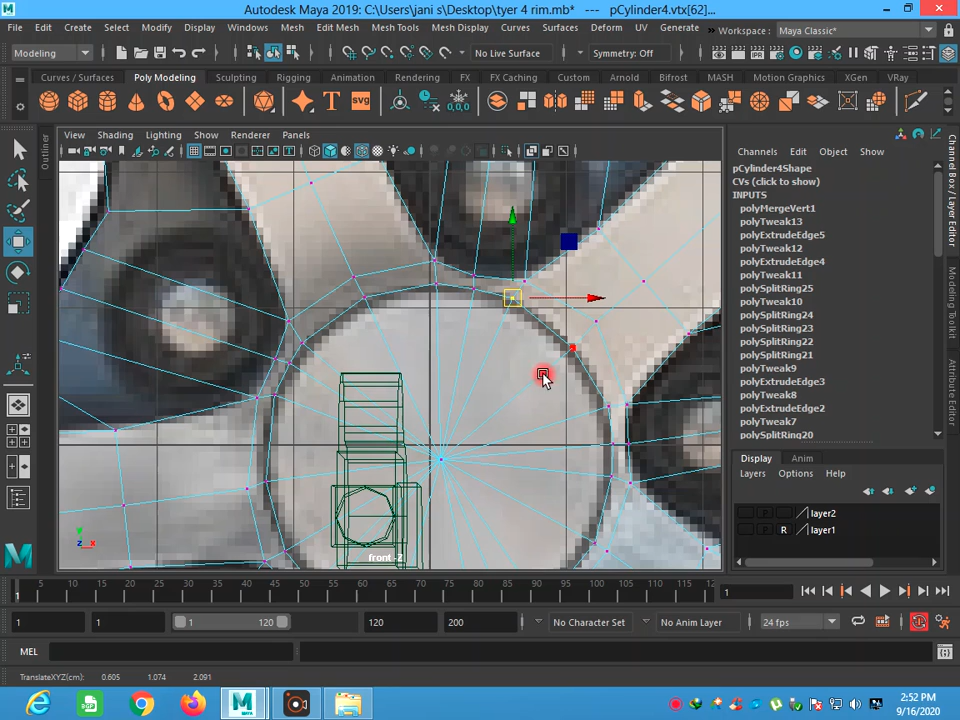 Autodesk Maya 2019: C:\Users\jani s\Desktop\tyer 4 rim.mb* --- pCylinder4.vtx[62]...
File Edit Create Select Modify Display Windows Mesh Edit Mesh Mesh Tools Mesh Display Curves Surfaces Deform UV Generate Workspace : Maya Classic*
Modeling No Live Surface Symmetry: Off
Curves / Surfaces Poly Modeling Sculpting Rigging Animation Rendering FX FX Caching Custom Arnold Bifrost MASH Motion Graphics XGen VRay
T svg 0,0,0
View Shading Lighting Show Renderer Panels
Outliner
Channels Edit Object Show
pCylinder4Shape
CVs (click to show)
INPUTS
polyMergeVert1
polyTweak13
polyExtrudeEdge5
polyTweak12
polyExtrudeEdge4
polyTweak11
polySplitRing25
polyTweak10
polySplitRing24
polySplitRing23
polySplitRing22
polySplitRing21
polyTweak9
polyExtrudeEdge3
polyTweak8
polyExtrudeEdge2
polyTweak7
polySplitRing20
Channel Box / Layer Editor
Modeling Toolkit
Attribute Editor
Display Anim
Layers Options Help
P layer2
P R layer1
y z x
front -Z
5 10 15 20 25 30 35 40 45 50 55 60 65 70 75 80 85 90 95 100 105 110 115 12
1 1
1 1 1 120 120 200 No Character Set No Anim Layer 24 fps
MEL
TranslateXYZ(cm): 0.605 1.074 2.091
2:52 PM
9/16/2020